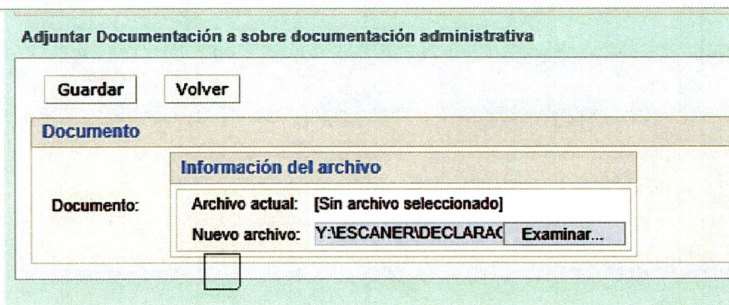 Adjuntar Documentación a sobre documentación administrativa
Guardar Volver
Documento
Información del archivo
Documento: Archivo actual: [Sin archivo seleccionado]
Nuevo archivo: Y:\ESCANER\DECLARAC Examinar...